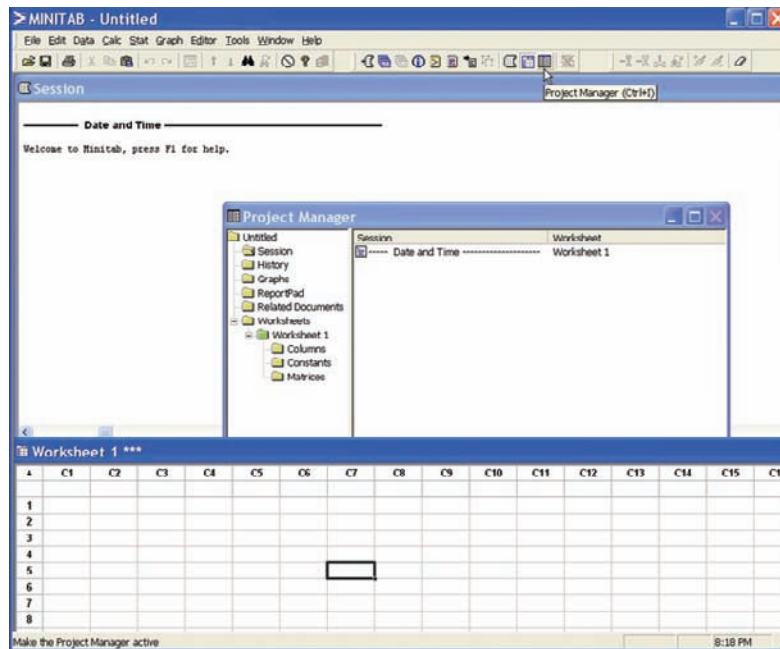 MINITAB - Untitled
File Edit Data Calc Stat Graph Editor Tools Window Help
Project Manager (Ctrl+I)
Session
Date and Time
Welcome to Minitab, press F1 for help.
Project Manager
Untitled
Session
History
Graphs
ReportPad
Related Documents
Worksheets
Worksheet 1
Columns
Constants
Matrices
Session Worksheet
----- Date and Time -------------------- Worksheet 1
Worksheet 1 ***
C1 C2 C3 C4 C5 C6 C7 C8 C9 C10 C11 C12 C13 C14 C15 C1
1
2
3
4
5
6
7
8
Make the Project Manager active 8:18 PM